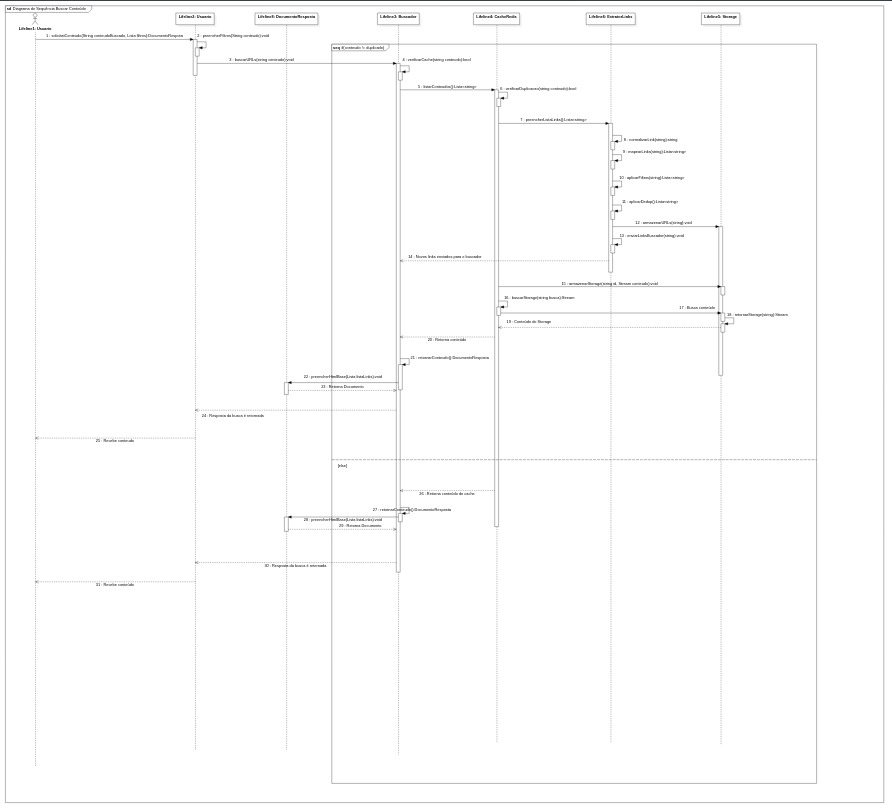 sd Diagrama de Sequência Buscar Conteúdo
Lifeline1: Usuario
Lifeline2: Usuario
DocumentoResposta
Lifeline3: Buscador
Lifeline4: CacheRedis
ExtratorLinks
Storage
1 : solicitarConteudo(String conteudoBuscado, Lista filtros):DocumentoResposta
2 : preencherFiltros(String conteudo):void
seq if(conteudo != duplicado)
3 : buscarURLs(string conteudo):void
4 : verificarCache(string conteudo):bool
5 : listarConteudos():Lista<string>
6 : verificarDuplicacao(string conteudo):bool
7 : preencherListaLinks():Lista<string>
8 : normalizarLink(string):string
9 : mapearLinks(string):Lista<string>
10 : aplicarFiltros(string):Lista<string>
11 : aplicarDedup():Lista<string>
12 : armazenarURLs(string):void
13 : enviarLinksBuscador(string):void
14 : Novos links enviados para o buscador
15 : armazenarStorage(string id, Stream conteudo):void
16 : buscarStorage(string busca):Stream
17 : Busca conteúdo
18 : retornarStorage(string):Stream
19 : Conteúdo do Storage
20 : Retorna conteúdo
21 : retornarConteudo():DocumentoResposta
22 : preencherHtmlBase(Lista listaLinks):void
23 : Retorna Documento
24 : Resposta da busca é retornada
25 : Recebe conteúdo
[else]
26 : Retorna conteúdo do cache
27 : retornarConteudo():DocumentoResposta
28 : preencherHtmlBase(Lista listaLinks):void
29 : Retorna Documento
30 : Resposta da busca é retornada
31 : Recebe conteúdo